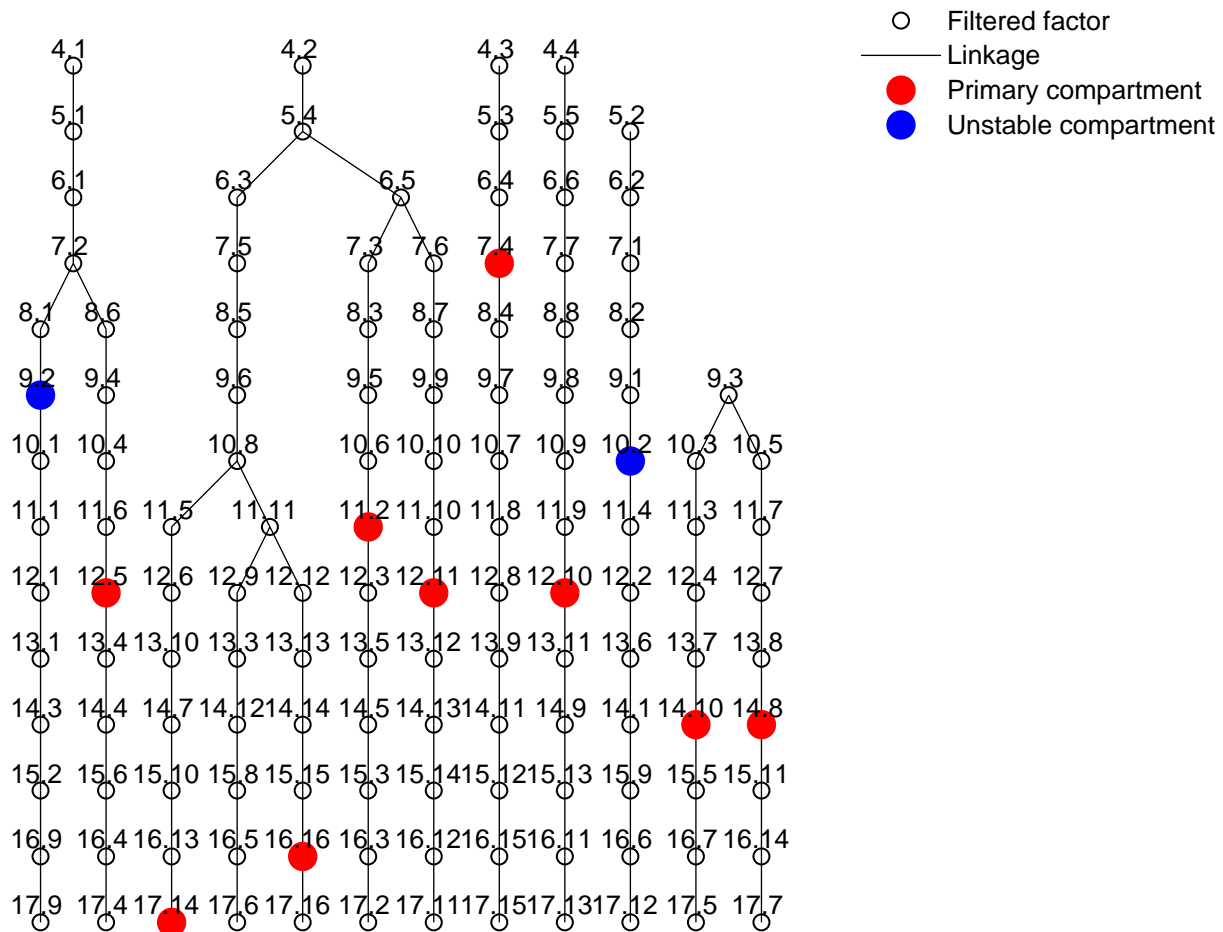 Filtered factor
Linkage
Primary compartment
Unstable compartment
4.1 4.2 4.3 4.4
5.1 5.4 5.3 5.5 5.2
6.1 6.3 6.5 6.4 6.6 6.2
7.2 7.5 7.3 7.6 7.4 7.7 7.1
8.1 8.6 8.5 8.3 8.7 8.4 8.8 8.2
9.2 9.4 9.6 9.5 9.9 9.7 9.8 9.1 9.3
10.1 10.4 10.8 10.6 10.10 10.7 10.9 10.2 10.3 10.5
11.1 11.6 11.5 11.11 11.2 11.10 11.8 11.9 11.4 11.3 11.7
12.1 12.5 12.6 12.9 12.12 12.3 12.11 12.8 12.10 12.2 12.4 12.7
13.1 13.4 13.10 13.3 13.13 13.5 13.12 13.9 13.11 13.6 13.7 13.8
14.3 14.4 14.7 14.12 14.14 14.5 14.13 14.11 14.9 14.1 14.10 14.8
15.2 15.6 15.10 15.8 15.15 15.3 15.14 15.12 15.13 15.9 15.5 15.11
16.9 16.4 16.13 16.5 16.16 16.3 16.12 16.15 16.11 16.6 16.7 16.14
17.9 17.4 17.14 17.6 17.16 17.2 17.11 17.15 17.13 17.12 17.5 17.7